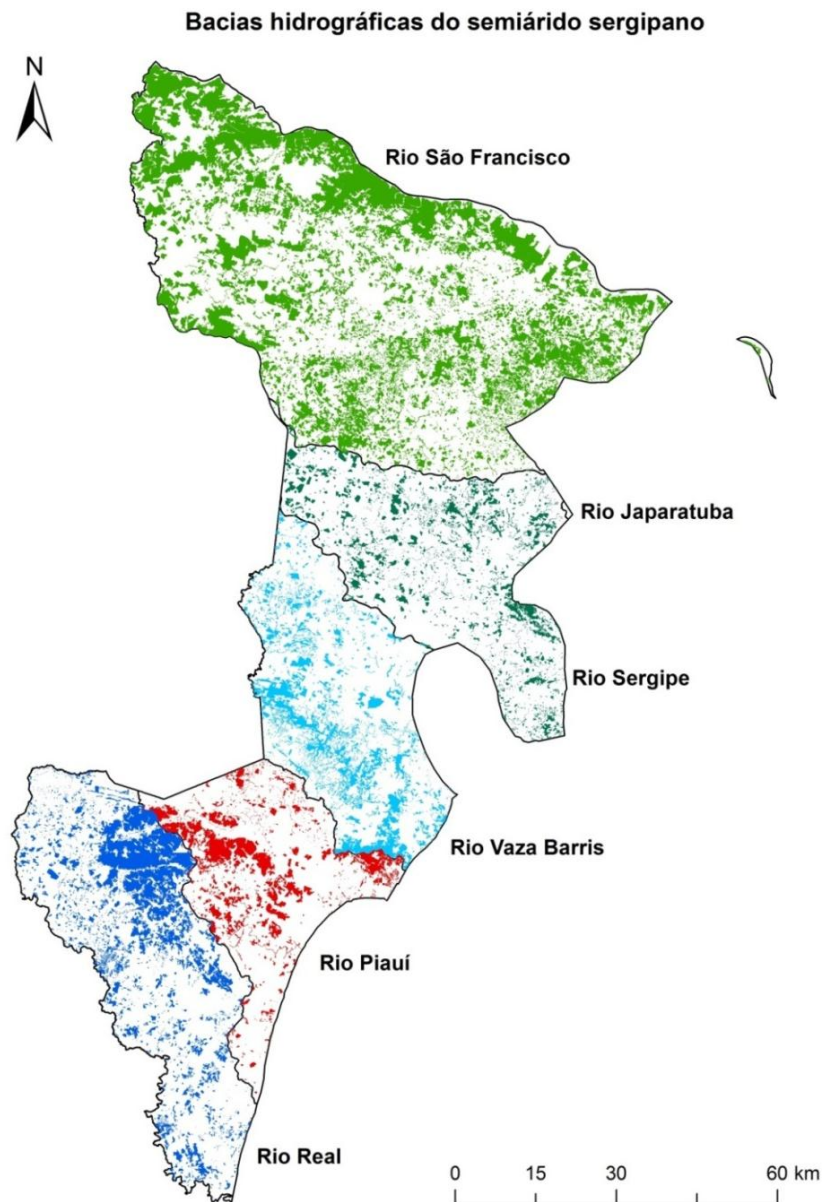 Bacias hidrográficas do semiárido sergipano
N
Rio São Francisco
Rio Japaratuba
Rio Sergipe
Rio Vaza Barris
Rio Piauí
Rio Real
0 15 30 60 km